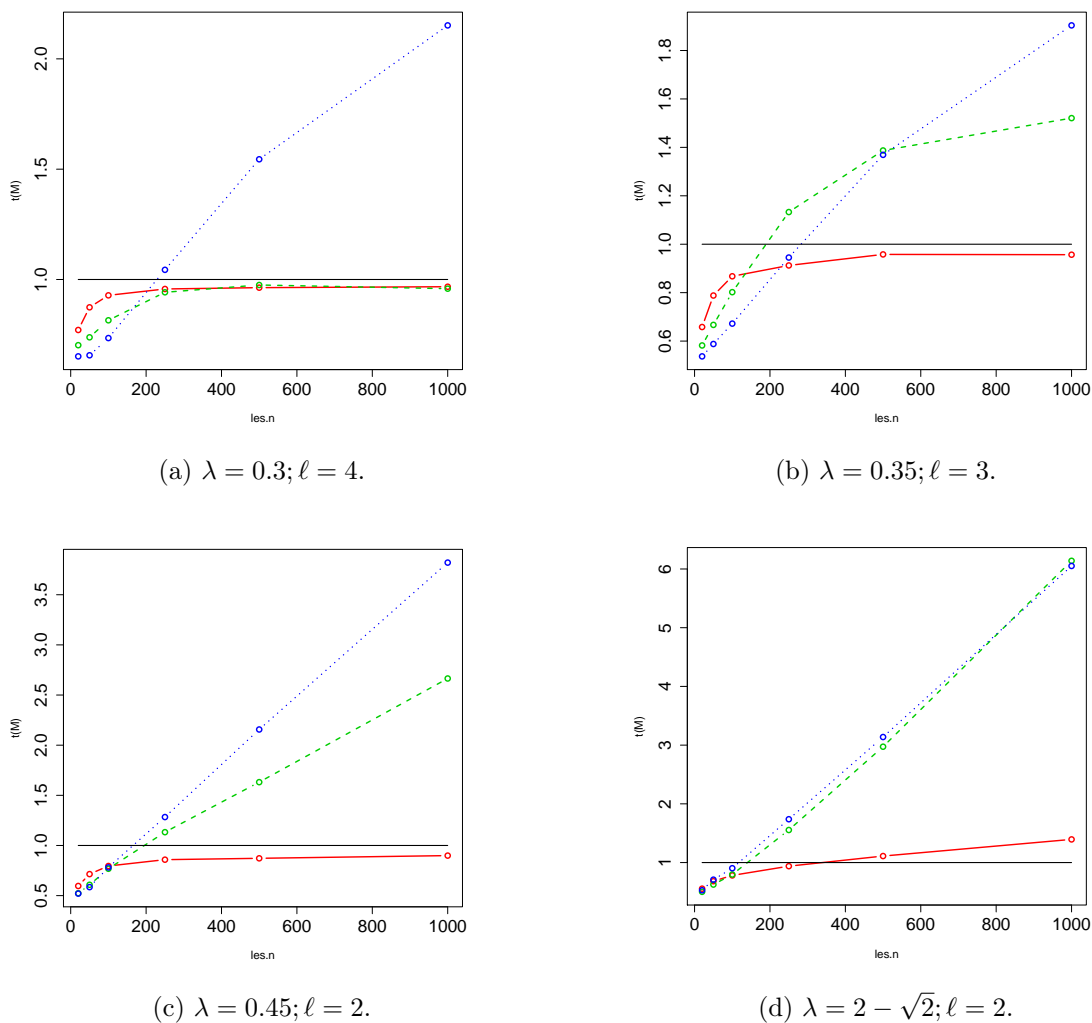 2.0
1.5
1.0
t(M)
0 200 400 600 800 1000
les.n
(a) λ = 0.3; ℓ = 4.
1.8
1.6
1.4
1.2
1.0
0.8
0.6
t(M)
0 200 400 600 800 1000
les.n
(b) λ = 0.35; ℓ = 3.
3.5
3.0
2.5
2.0
1.5
1.0
0.5
t(M)
0 200 400 600 800 1000
les.n
(c) λ = 0.45; ℓ = 2.
6
5
4
3
2
1
t(M)
0 200 400 600 800 1000
les.n
(d) λ = 2 − √2; ℓ = 2.